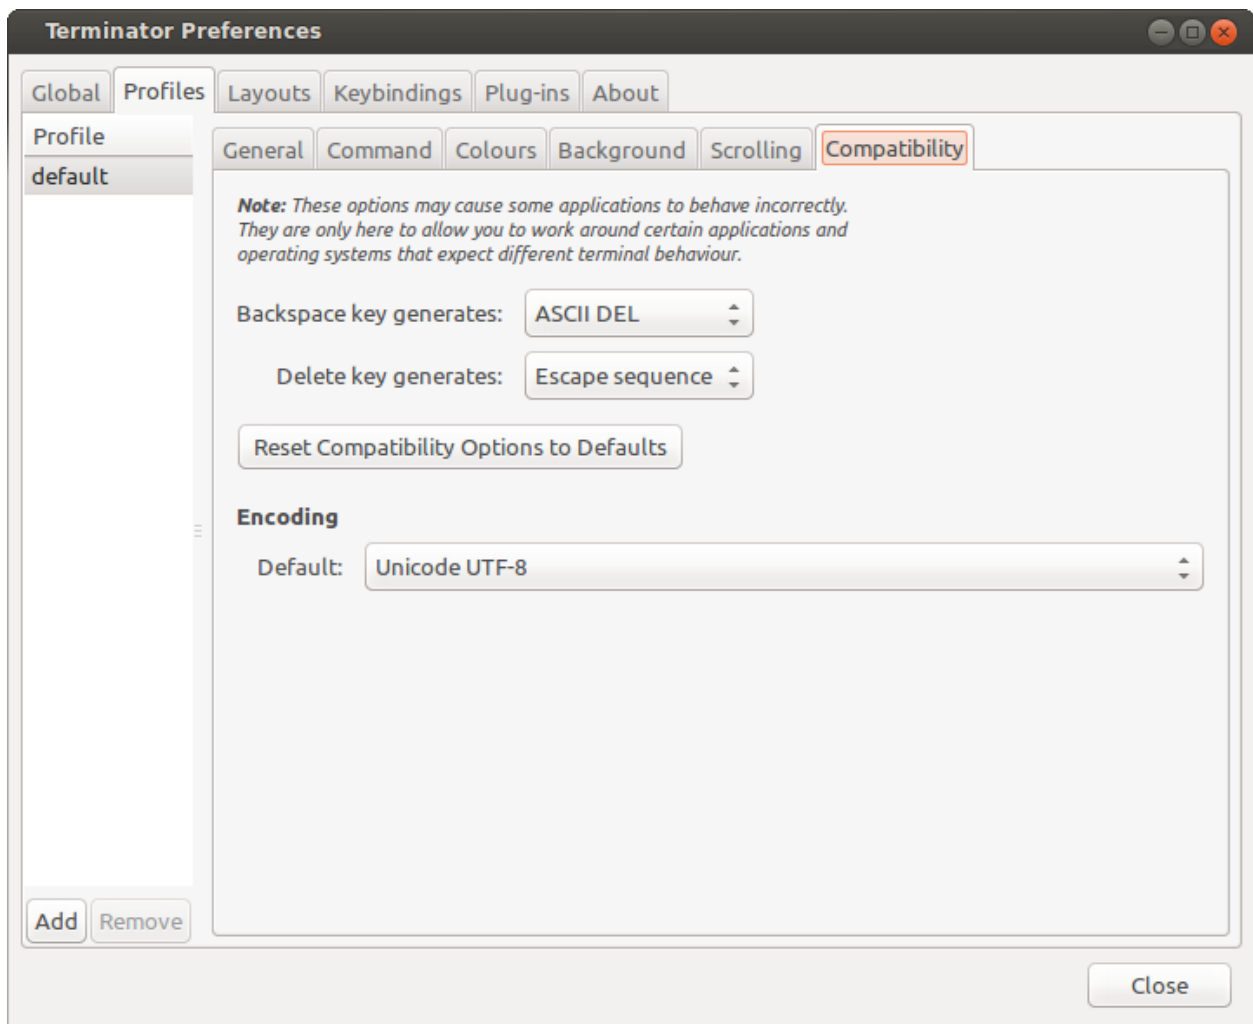 Terminator Preferences
Global Profiles Layouts Keybindings Plug-ins About
Profile
default
General Command Colours Background Scrolling Compatibility
Note: These options may cause some applications to behave incorrectly.
They are only here to allow you to work around certain applications and
operating systems that expect different terminal behaviour.
Backspace key generates: ASCII DEL
Delete key generates: Escape sequence
Reset Compatibility Options to Defaults
Encoding
Default: Unicode UTF-8
Add Remove
Close